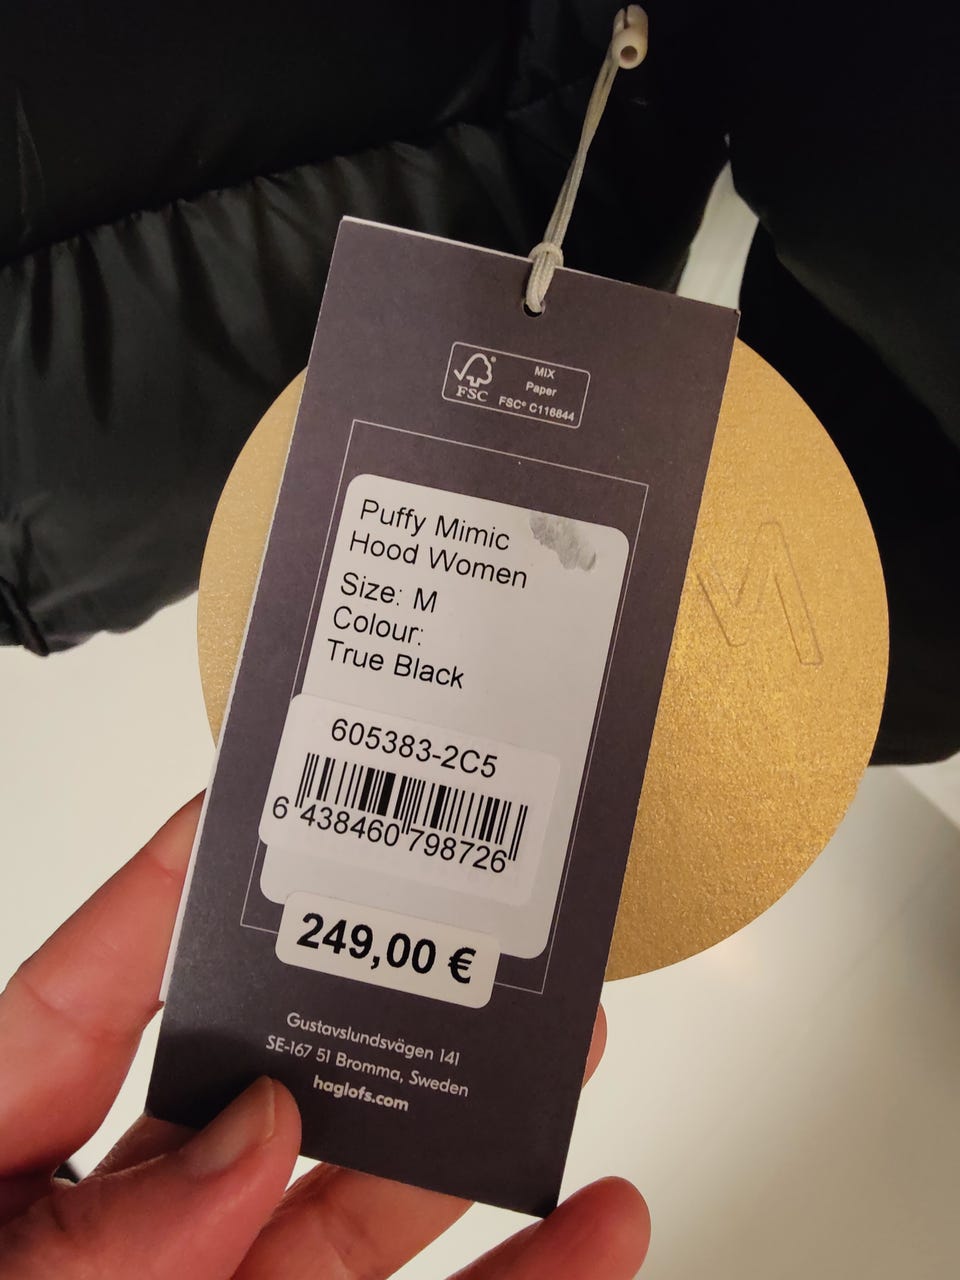 FSC
MIX
Paper
FSC® C116844
Puffy Mimic
Hood Women
Size: M
Colour:
True Black
605383-2C5
6 438460 798726
249,00 €
Gustavslundsvägen 141
SE-167 51 Bromma, Sweden
haglofs.com